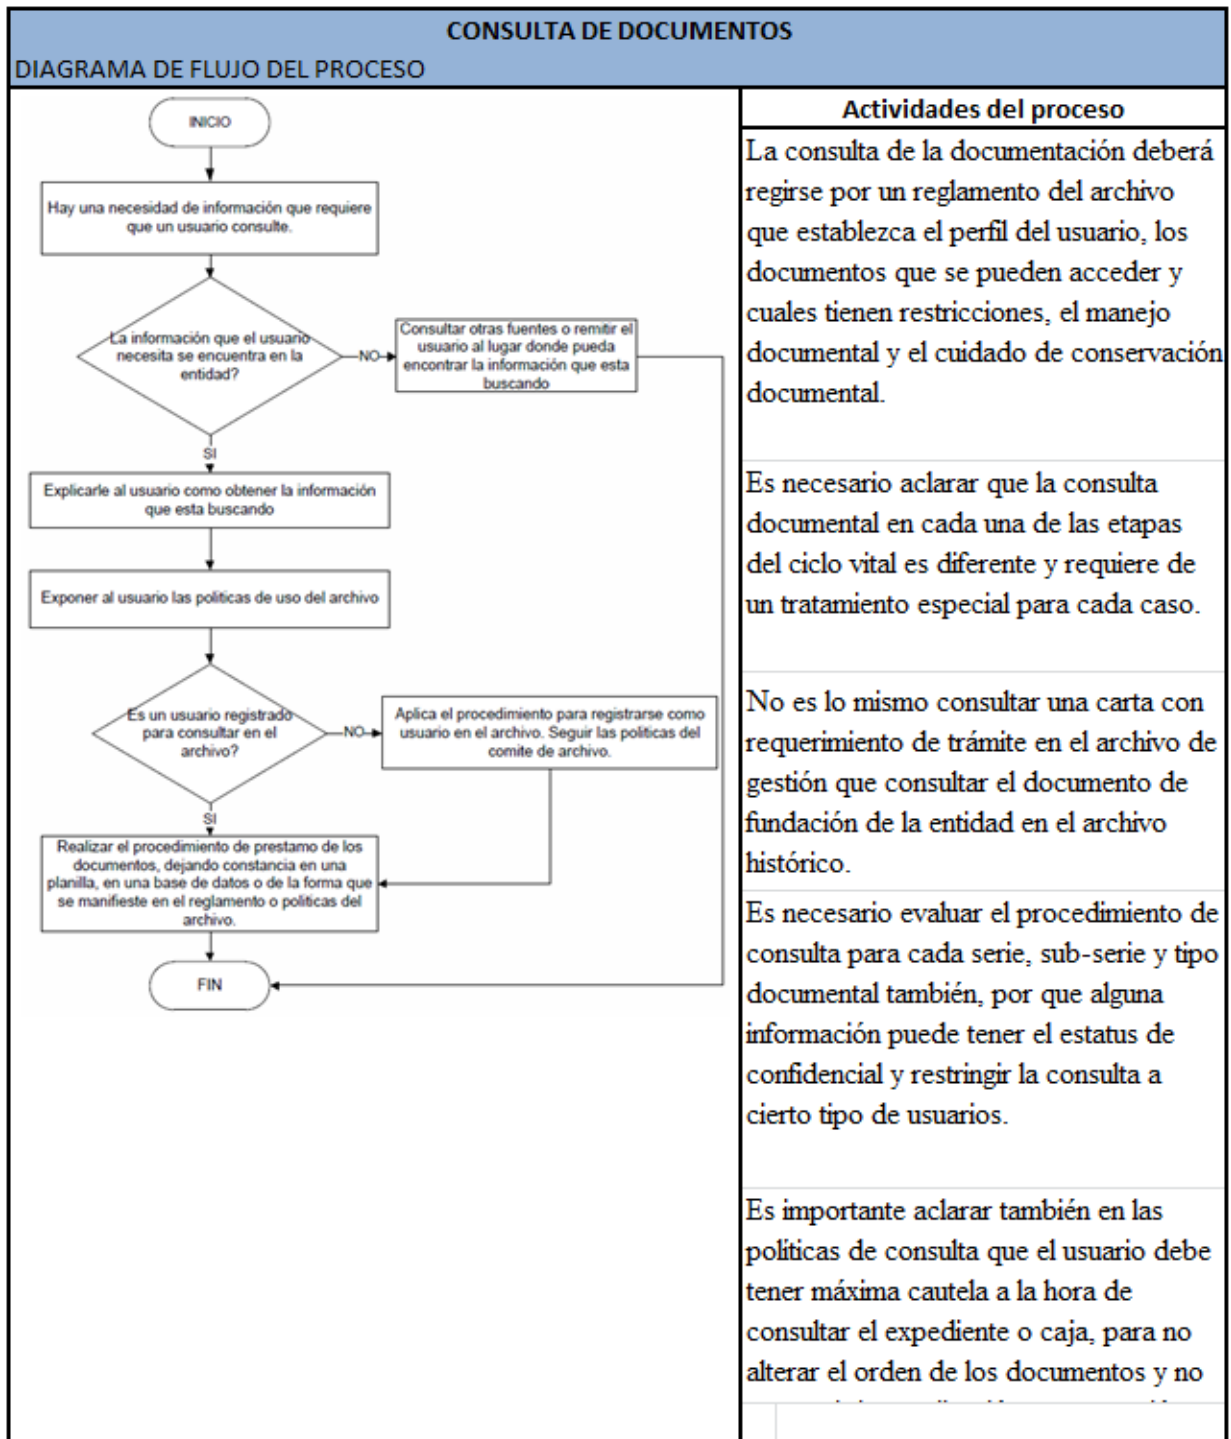 CONSULTA DE DOCUMENTOS
DIAGRAMA DE FLUJO DEL PROCESO
INICIO
Hay una necesidad de información que requiere
que un usuario consulte.
La información que el usuario
necesita se encuentra en la
entidad?
NO
Consultar otras fuentes o remitir el
usuario al lugar donde pueda
encontrar la información que esta
buscando
SI
Explicarle al usuario como obtener la información
que esta buscando
Exponer al usuario las politicas de uso del archivo
Es un usuario registrado
para consultar en el
archivo?
NO
Aplica el procedimiento para registrarse como
usuario en el archivo. Seguir las politicas del
comite de archivo.
SI
Realizar el procedimiento de prestamo de los
documentos, dejando constancia en una
planilla, en una base de datos o de la forma que
se manifieste en el reglamento o politicas del
archivo.
FIN
Actividades del proceso
La consulta de la documentación deberá
regirse por un reglamento del archivo
que establezca el perfil del usuario, los
documentos que se pueden acceder y
cuales tienen restricciones, el manejo
documental y el cuidado de conservación
documental.
Es necesario aclarar que la consulta
documental en cada una de las etapas
del ciclo vital es diferente y requiere de
un tratamiento especial para cada caso.
No es lo mismo consultar una carta con
requerimiento de trámite en el archivo de
gestión que consultar el documento de
fundación de la entidad en el archivo
histórico.
Es necesario evaluar el procedimiento de
consulta para cada serie, sub-serie y tipo
documental también, por que alguna
información puede tener el estatus de
confidencial y restringir la consulta a
cierto tipo de usuarios.
Es importante aclarar también en las
políticas de consulta que el usuario debe
tener máxima cautela a la hora de
consultar el expediente o caja, para no
alterar el orden de los documentos y no